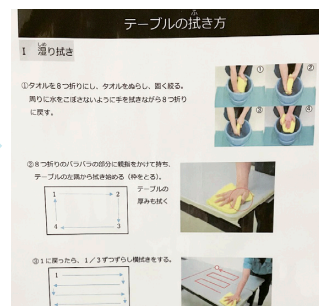 テーブルの拭き方
ふ
1 湿り拭き
しめ
①タオルを8つ折りにし、タオルをぬらし、固く絞る。
周りに水をこぼさないように手を拭きながら8つ折り
に戻す。
①
②
③
④
②8つ折りのバラバラの部分に親指をかけて持ち、
テーブルの左隅から拭き始める（枠をとる）。
1
2
4
3
テーブルの
厚みも拭く
③1に戻ったら、1/3ずつずらし横拭きをする。
1